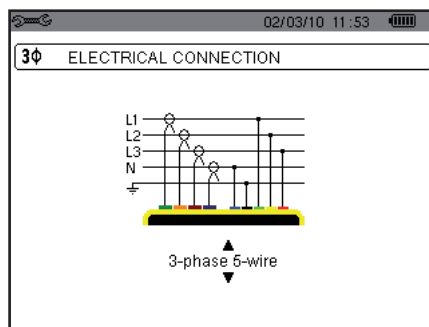 02/03/10 11:53
3Φ ELECTRICAL CONNECTION
L1
L2
L3
N
3-phase 5-wire